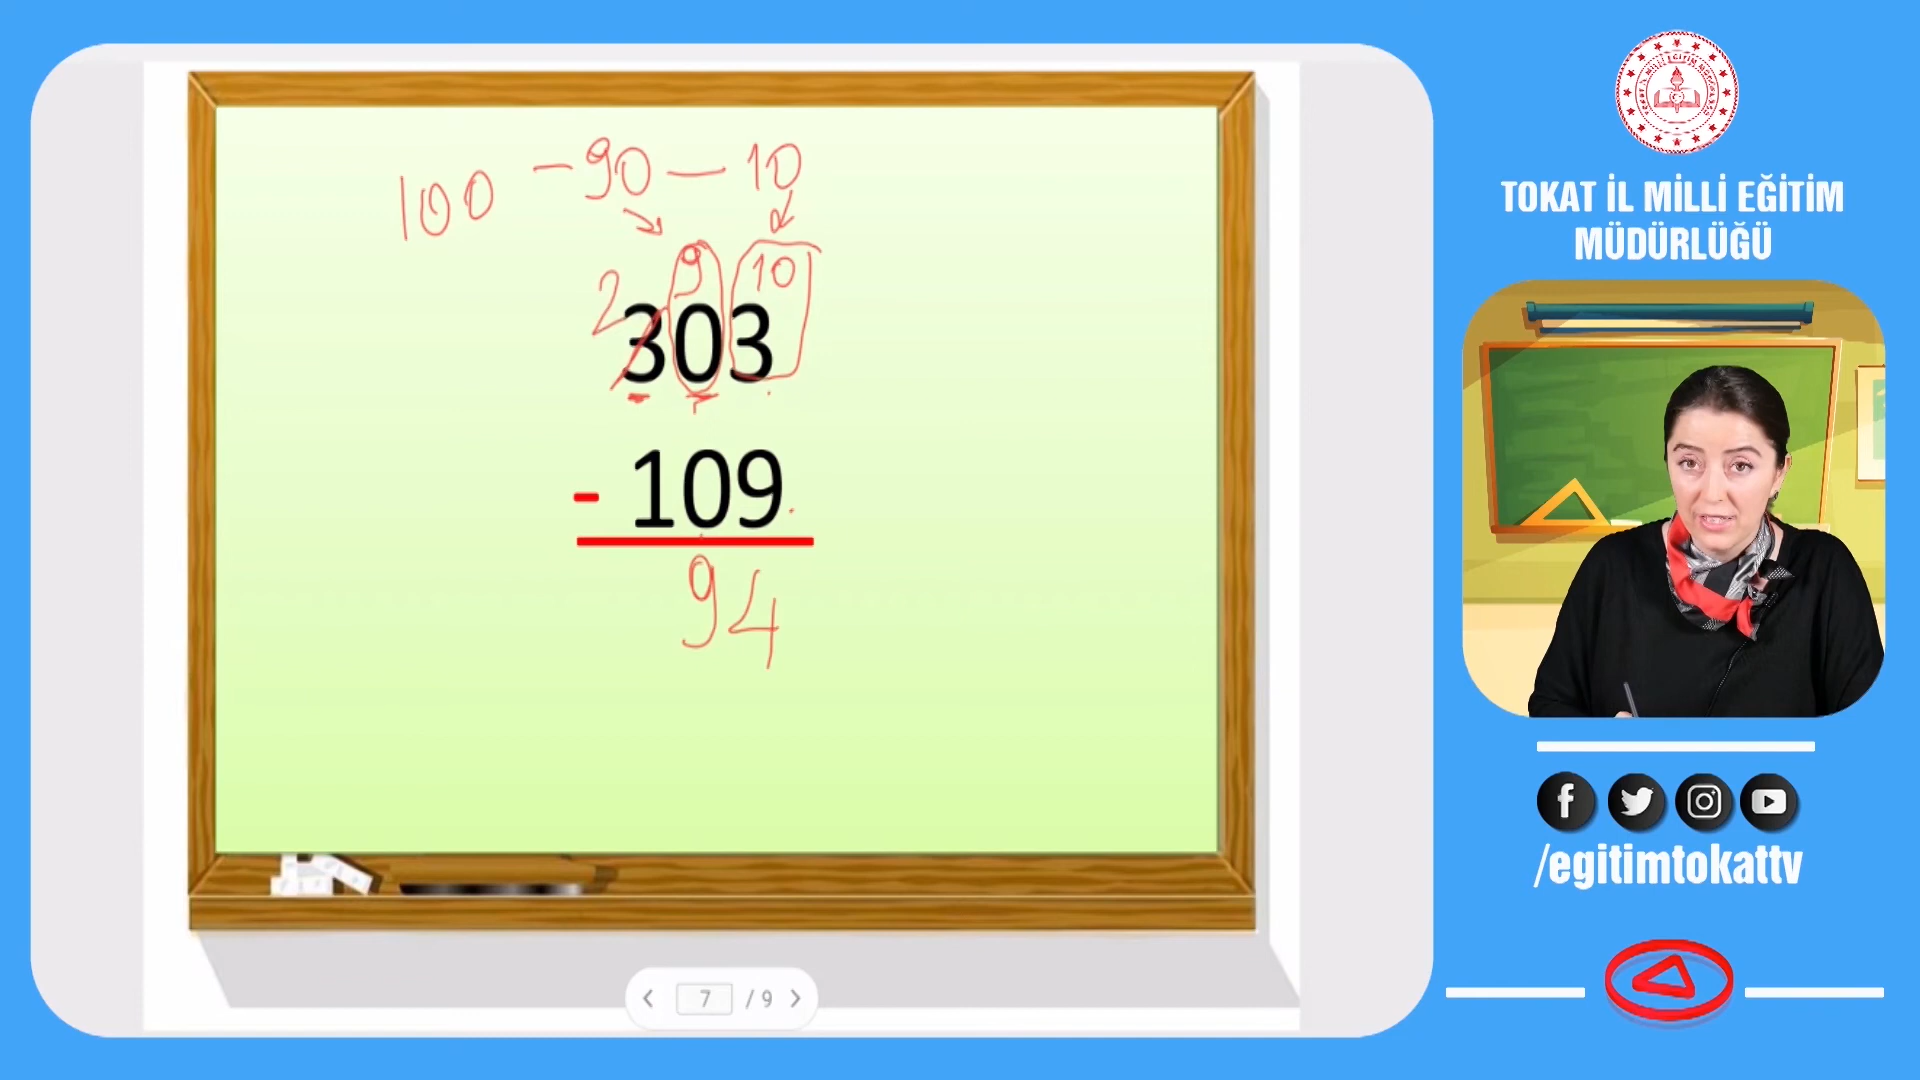 100 - 90 - 10
2 9 10
303
- 109
94
7 / 9
TOKAT İL MİLLİ EĞİTİM
MÜDÜRLÜĞÜ
/egitimtokattv